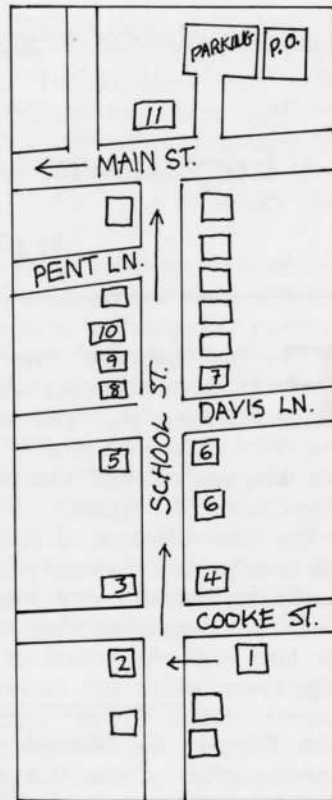 PARKING
P.O.
11
MAIN ST.
PENT LN.
10
9
8
7
SCHOOL ST.
DAVIS LN.
5
6
6
3
4
COOKE ST.
2
1